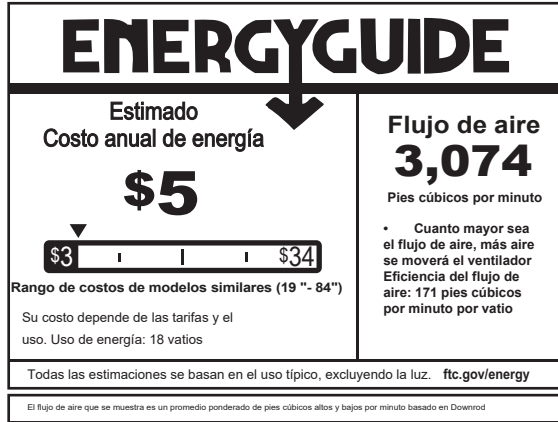 ENERGYGUIDE
Estimado
Costo anual de energía
$5
$3
$34
Rango de costos de modelos similares (19 "- 84")
Su costo depende de las tarifas y el
uso. Uso de energía: 18 vatios
Flujo de aire
3,074
Pies cúbicos por minuto
• Cuanto mayor sea
el flujo de aire, más aire
se moverá el ventilador
Eficiencia del flujo de
aire: 171 pies cúbicos
por minuto por vatio
Todas las estimaciones se basan en el uso típico, excluyendo la luz. ftc.gov/energy
El flujo de aire que se muestra es un promedio ponderado de pies cúbicos altos y bajos por minuto basado en Downrod